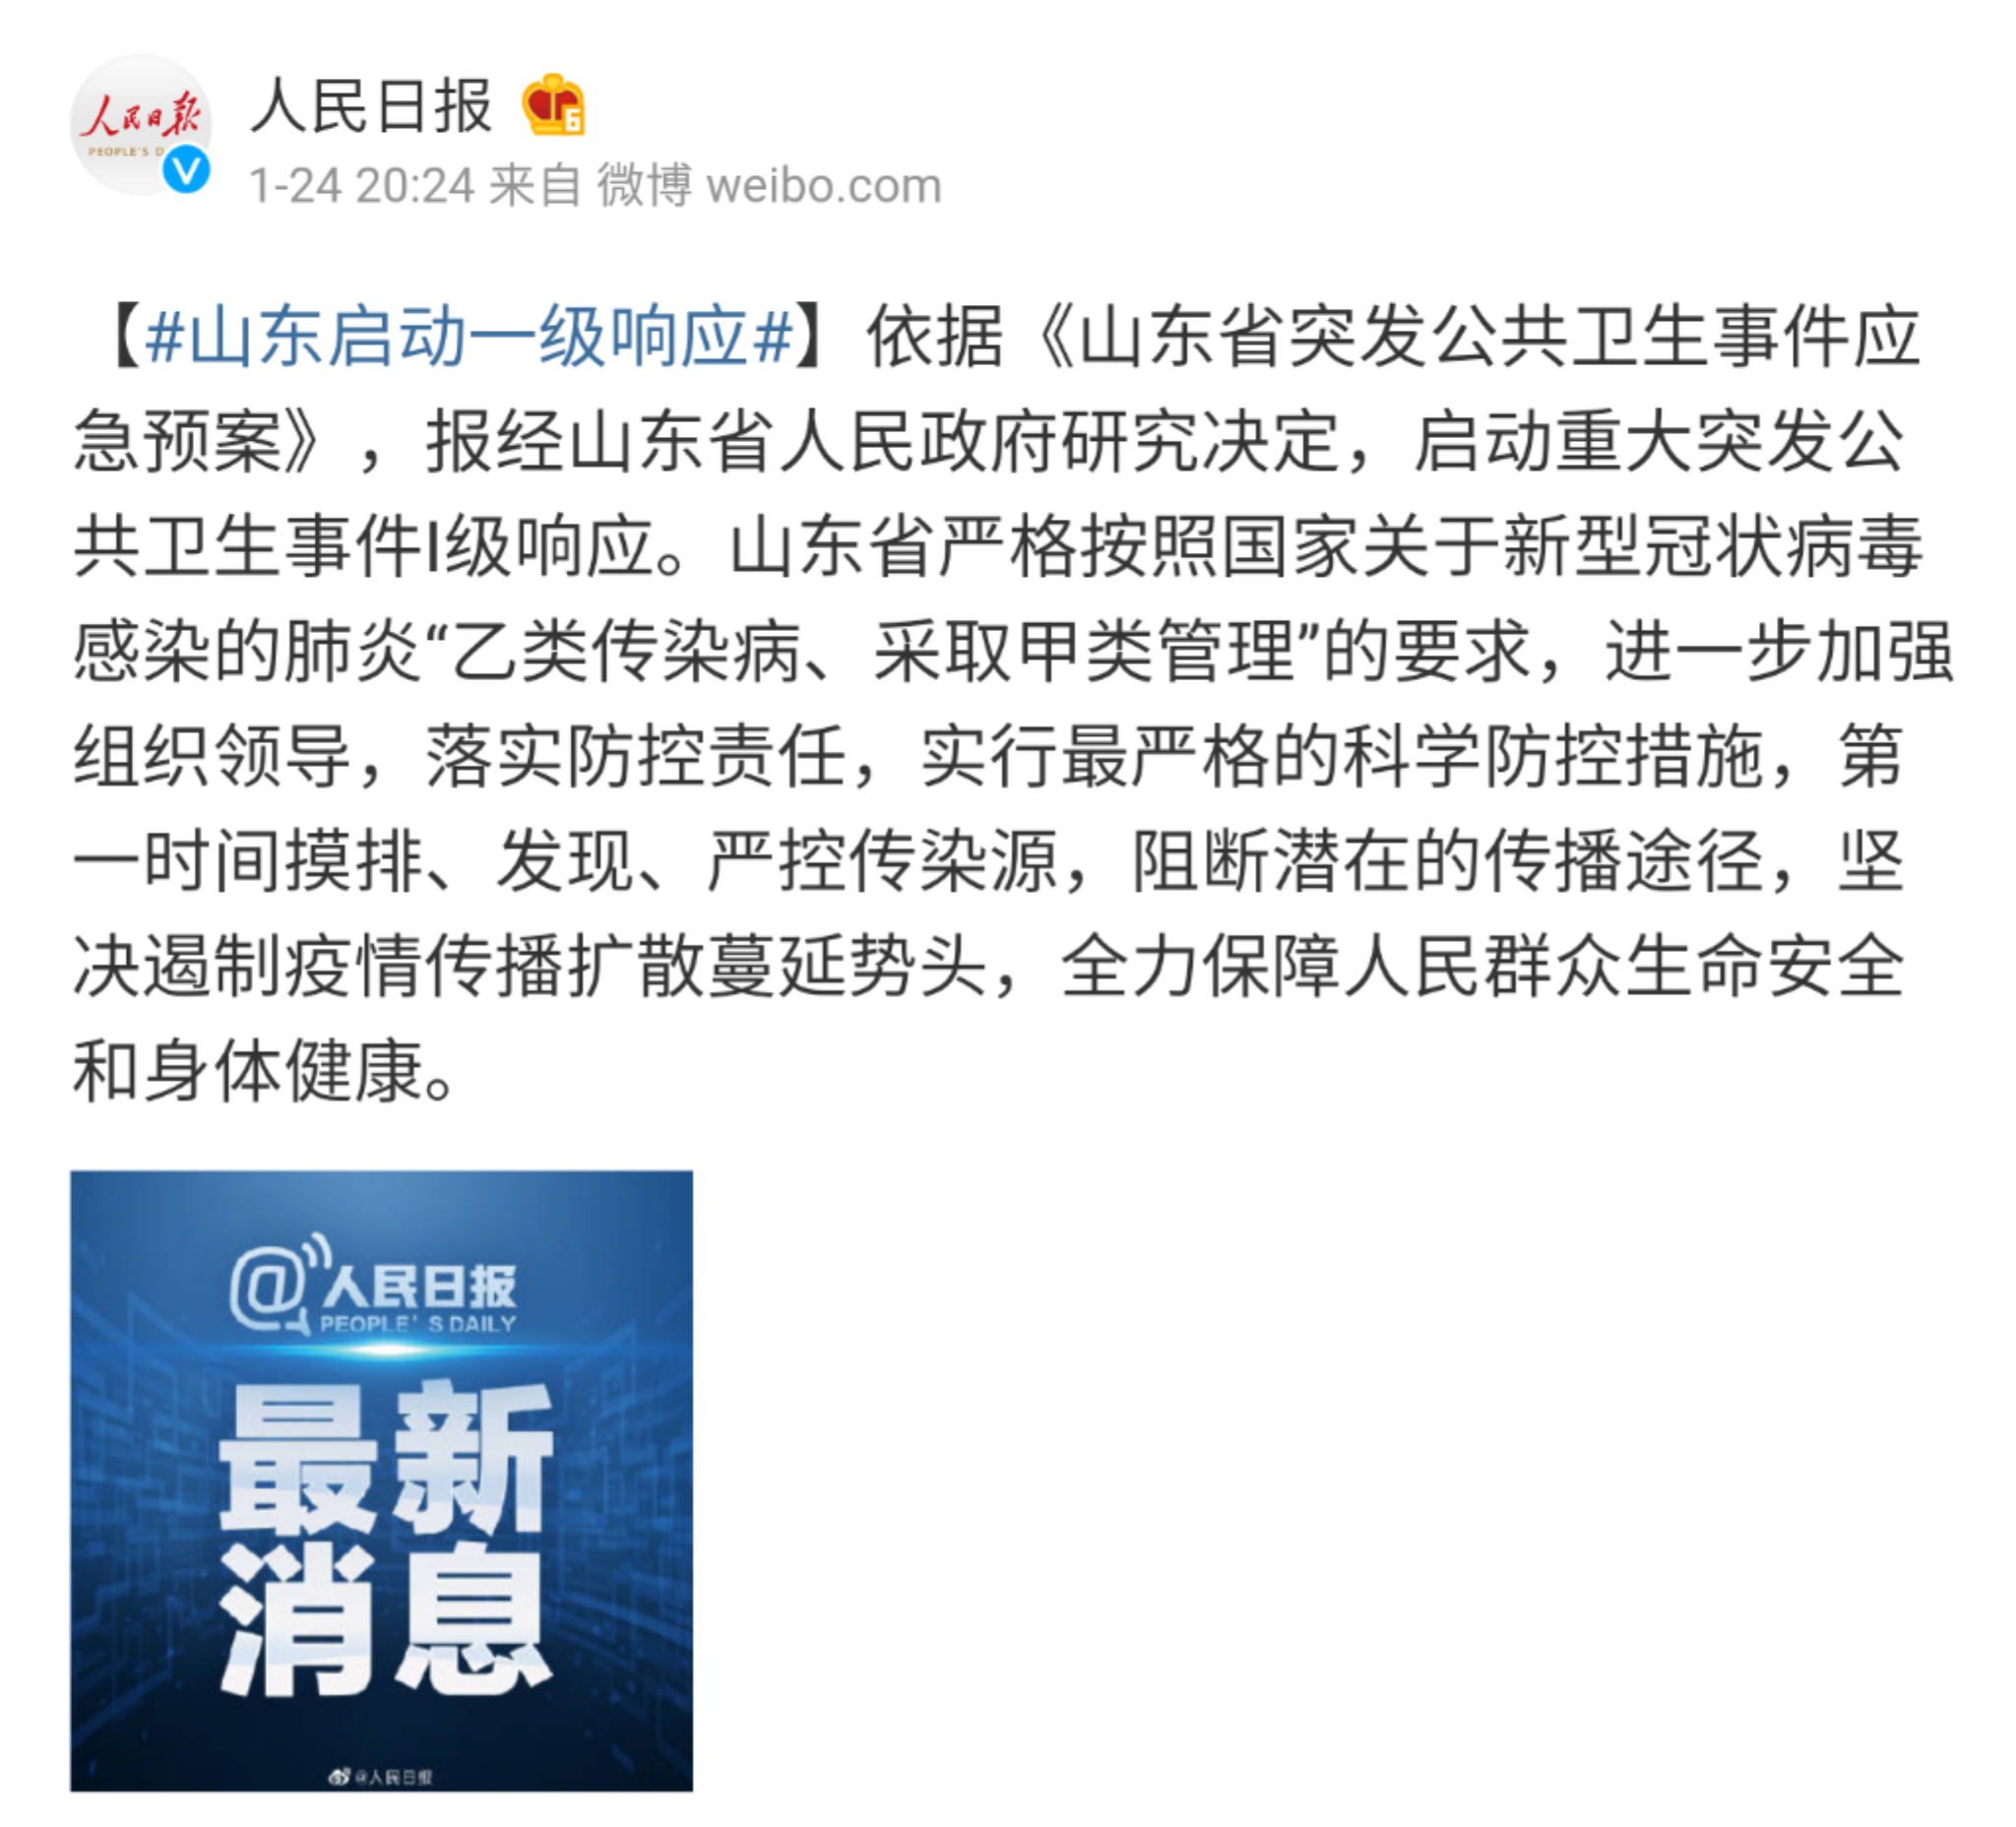 人民日报
PEOPLE'S D
人民日报 6
1-24 20:24 来自 微博 weibo.com
【#山东启动一级响应#】依据《山东省突发公共卫生事件应
急预案》，报经山东省人民政府研究决定，启动重大突发公
共卫生事件I级响应。山东省严格按照国家关于新型冠状病毒
感染的肺炎“乙类传染病、采取甲类管理”的要求，进一步加强
组织领导，落实防控责任，实行最严格的科学防控措施，第
一时间摸排、发现、严控传染源，阻断潜在的传播途径，坚
决遏制疫情传播扩散蔓延势头，全力保障人民群众生命安全
和身体健康。
@人民日报
PEOPLE'S DAILY
最新
消息
@人民日报